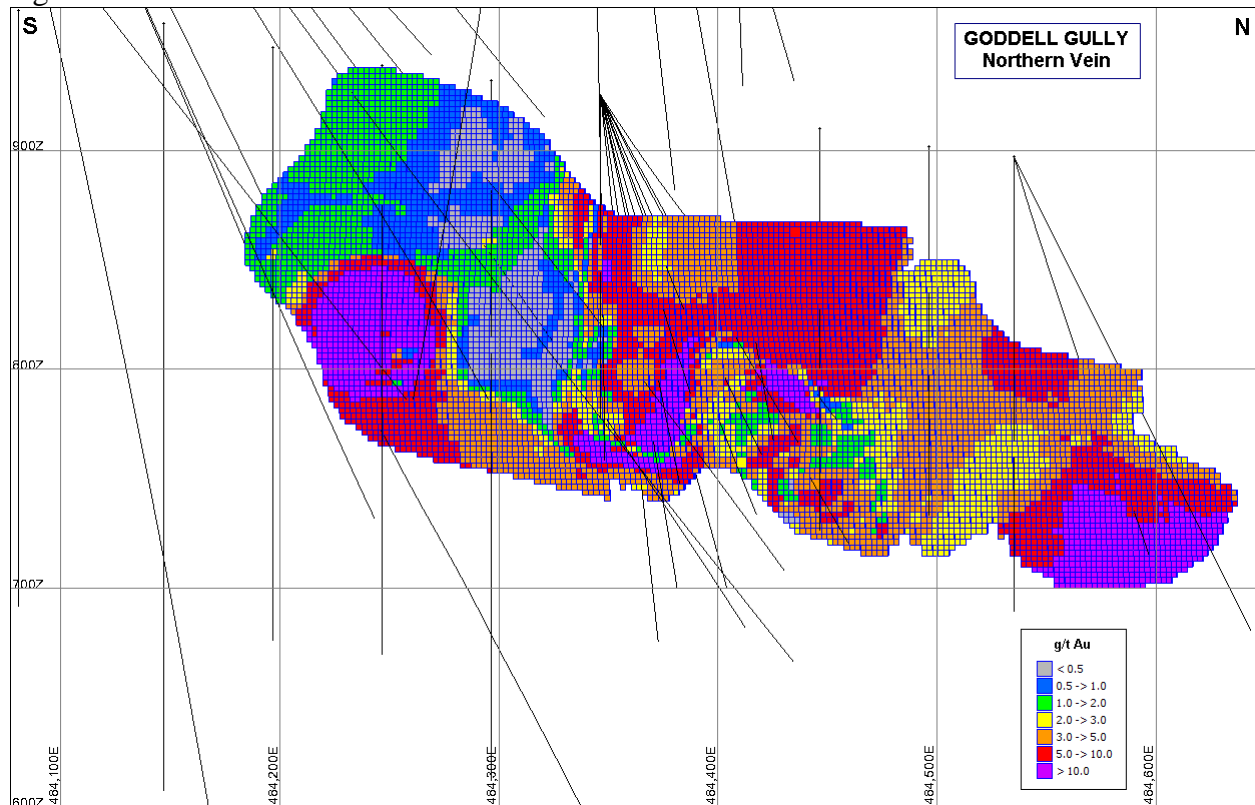 S
GODDELL GULLY
Northern Vein
N
900Z
800Z
700Z
600Z
484,100E
484,200E
484,300E
484,400E
484,500E
484,600E
g/t Au
< 0.5
0.5 -> 1.0
1.0 -> 2.0
2.0 -> 3.0
3.0 -> 5.0
5.0 -> 10.0
> 10.0